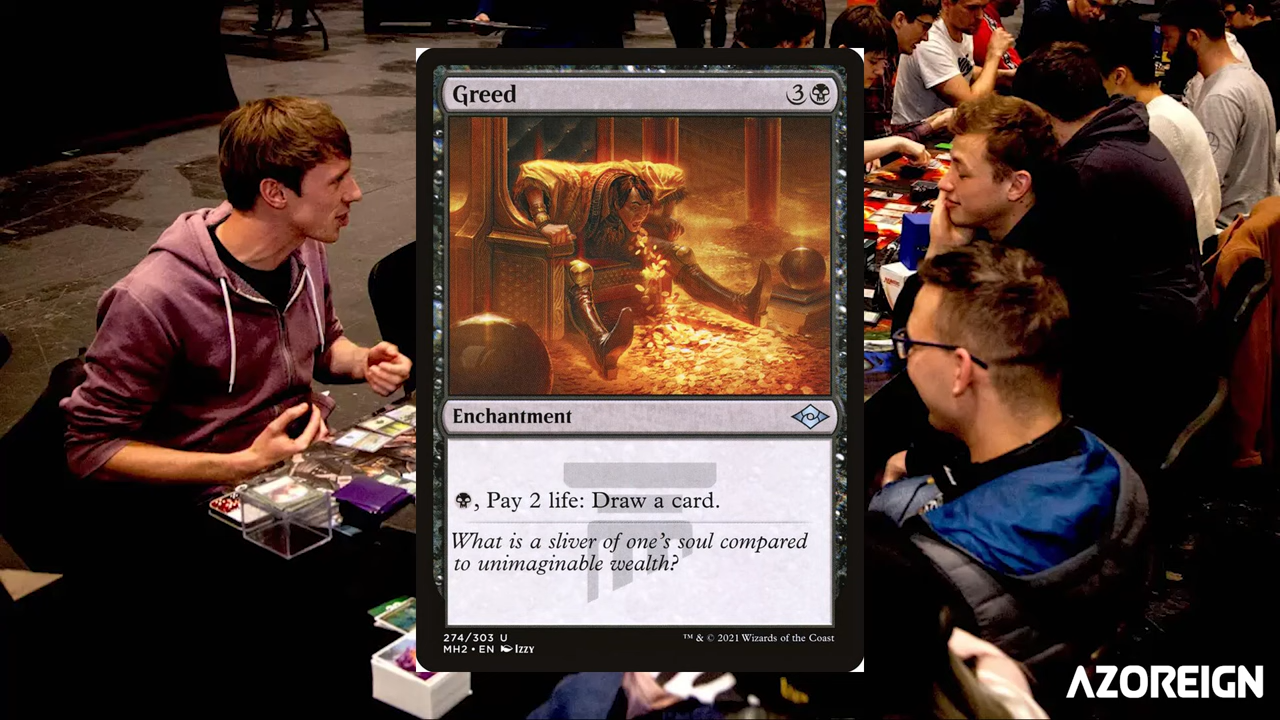 Greed 3
Enchantment
, Pay 2 life: Draw a card.
What is a sliver of one's soul compared
to unimaginable wealth?
274/303 U
MH2 • EN Izzy
™ & © 2021 Wizards of the Coast
AZOREIGN